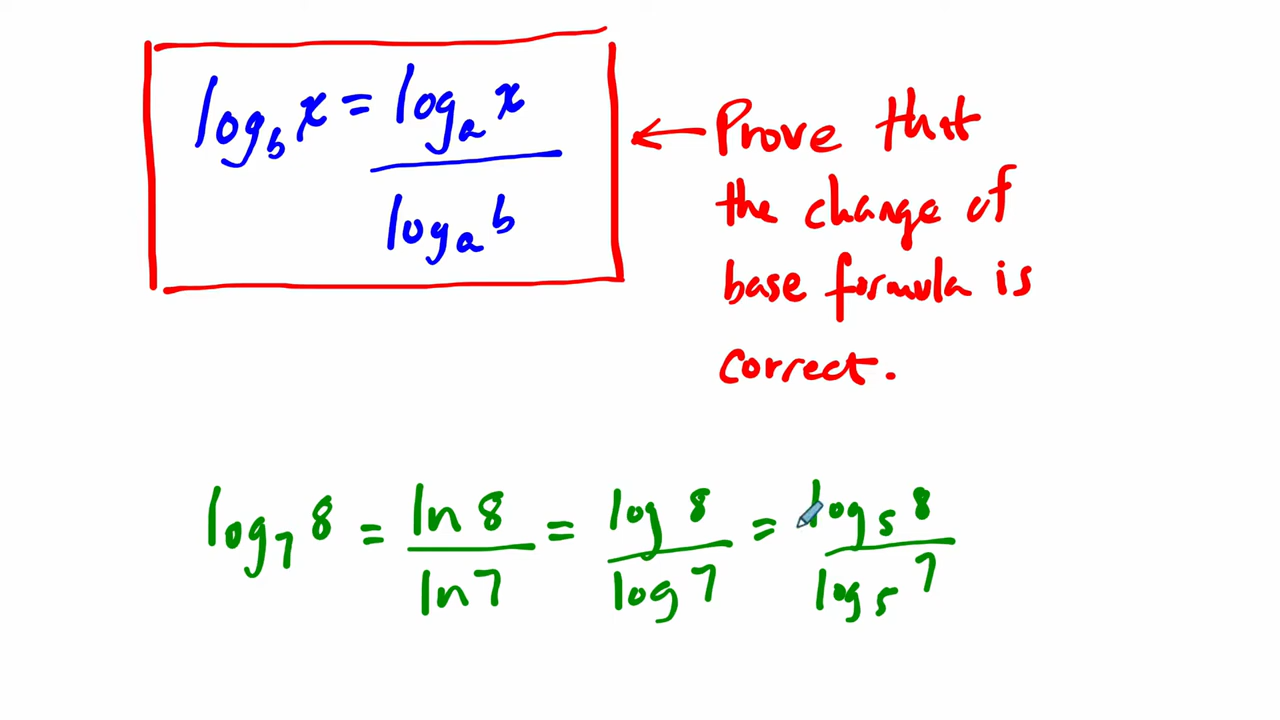 log_b x = log_a x / log_a b
← Prove that
the change of
base formula is
correct.
log_7 8 = ln 8 / ln 7 = log 8 / log 7 = log_5 8 / log_5 7